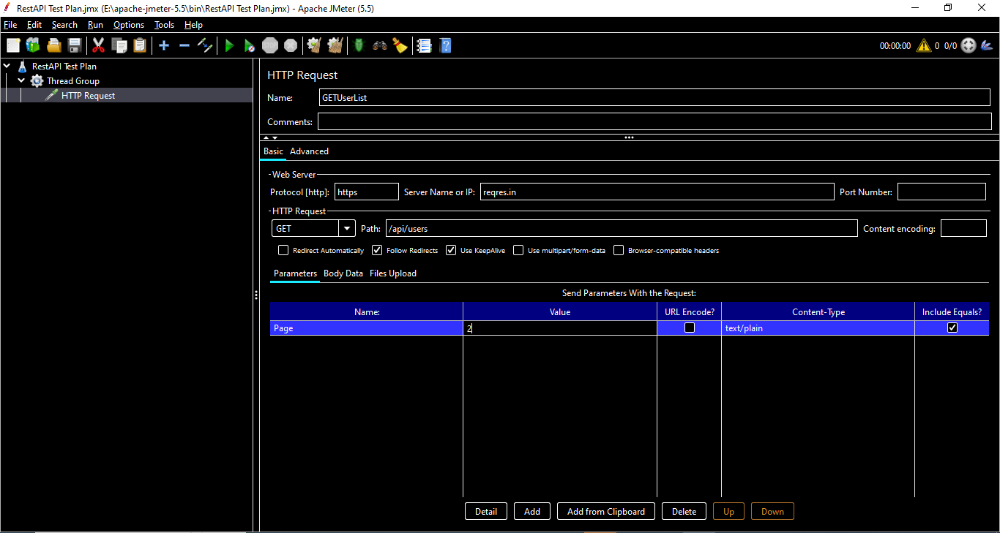 RestAPI Test Plan.jmx (E:\apache-jmeter-5.5\bin\RestAPI Test Plan.jmx) - Apache JMeter (5.5)
File Edit Search Run Options Tools Help
00:00:00 0 0/0
RestAPI Test Plan
Thread Group
HTTP Request
HTTP Request
Name: GETUserList
Comments:
Basic Advanced
Web Server
Protocol [http]: https Server Name or IP: reqres.in Port Number:
HTTP Request
GET Path: /api/users Content encoding:
Redirect Automatically Follow Redirects Use KeepAlive Use multipart/form-data Browser-compatible headers
Parameters Body Data Files Upload
Send Parameters With the Request:
Name: Value URL Encode? Content-Type Include Equals?
Page 2 text/plain
Detail Add Add from Clipboard Delete Up Down